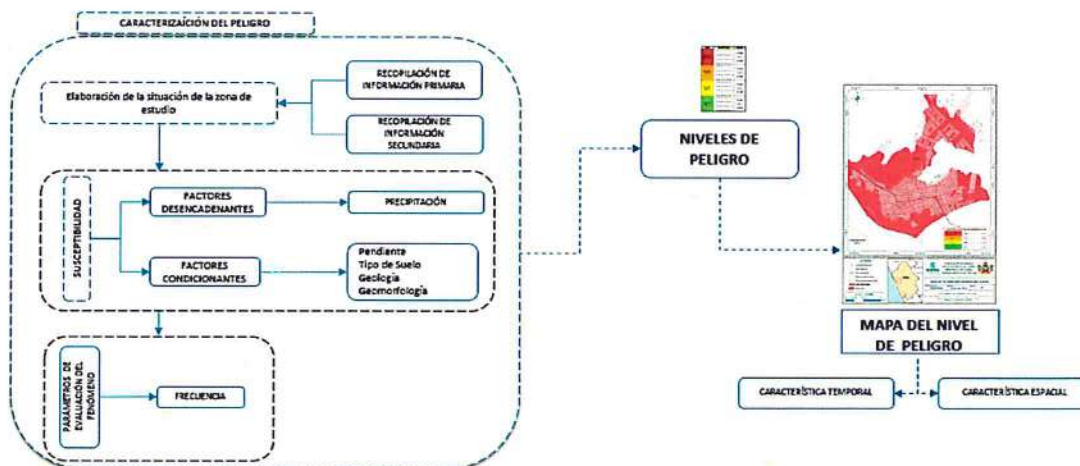 CARACTERIZAÍCIÓN DEL PELIGRO
Elaboración de la situación de la zona de
estudio
RECOPILACIÓN DE
INFORMACIÓN PRIMARIA
RECOPILACIÓN DE
INFORMACIÓN
SECUNDARIA
SUSCEPTIBILIDAD
FACTORES
DESENCADENANTES
PRECIPITACIÓN
FACTORES
CONDICIONANTES
Pendiente
Tipo de Suelo
Geología
Geomorfología
PARÁMETROS DE
EVALUACIÓN DEL
FENÓMENO
FRECUENCIA
NIVELES DE
PELIGRO
MAPA DEL NIVEL
DE PELIGRO
CARACTERÍSTICA TEMPORAL
CARACTERÍSTICA ESPACIAL